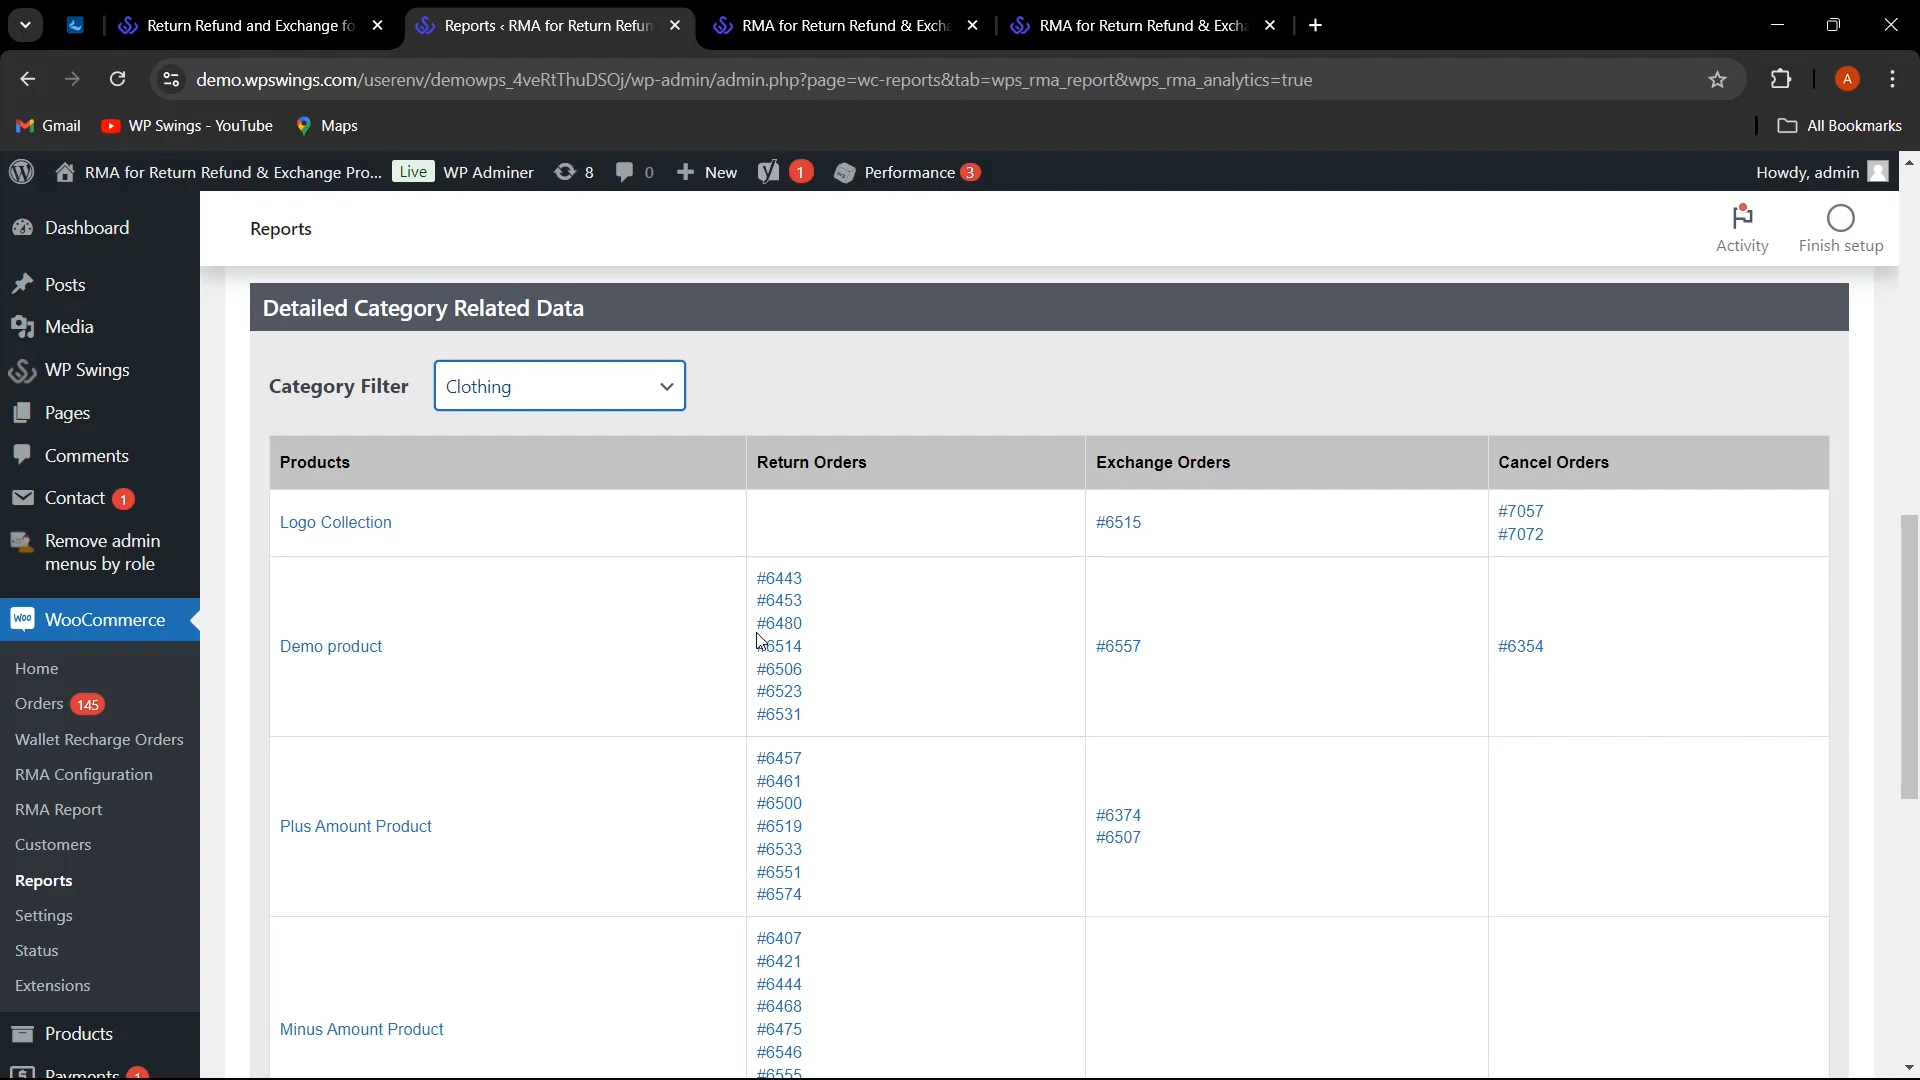 Return Refund and Exchange fo
Reports ‹ RMA for Return Refun
RMA for Return Refund & Excha
RMA for Return Refund & Excha
demo.wpswings.com/userenv/demowps_4veRtThuDSOj/wp-admin/admin.php?page=wc-reports&tab=wps_rma_report&wps_rma_analytics=true
A
Gmail
WP Swings - YouTube
Maps
All Bookmarks
RMA for Return Refund & Exchange Pro...
Live
WP Adminer
8
0
New
1
Performance 3
Howdy, admin
Dashboard
Posts
Media
WP Swings
Pages
Comments
Contact 1
Remove admin
menus by role
WooCommerce
Home
Orders 145
Wallet Recharge Orders
RMA Configuration
RMA Report
Customers
Reports
Settings
Status
Extensions
Products
Payments 1
Reports
Activity
Finish setup
Detailed Category Related Data
Category Filter
Clothing
Products
Return Orders
Exchange Orders
Cancel Orders
Logo Collection
#6515
#7057
#7072
Demo product
#6443
#6453
#6480
#6514
#6506
#6523
#6531
#6557
#6354
Plus Amount Product
#6457
#6461
#6500
#6519
#6533
#6551
#6574
#6374
#6507
Minus Amount Product
#6407
#6421
#6444
#6468
#6475
#6546
#6555